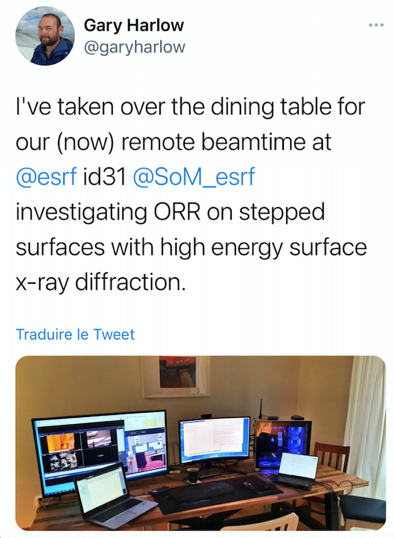 Gary Harlow
@garyharlow
I've taken over the dining table for
our (now) remote beamtime at
@esrf id31 @SoM_esrf
investigating ORR on stepped
surfaces with high energy surface
x-ray diffraction.
Traduire le Tweet